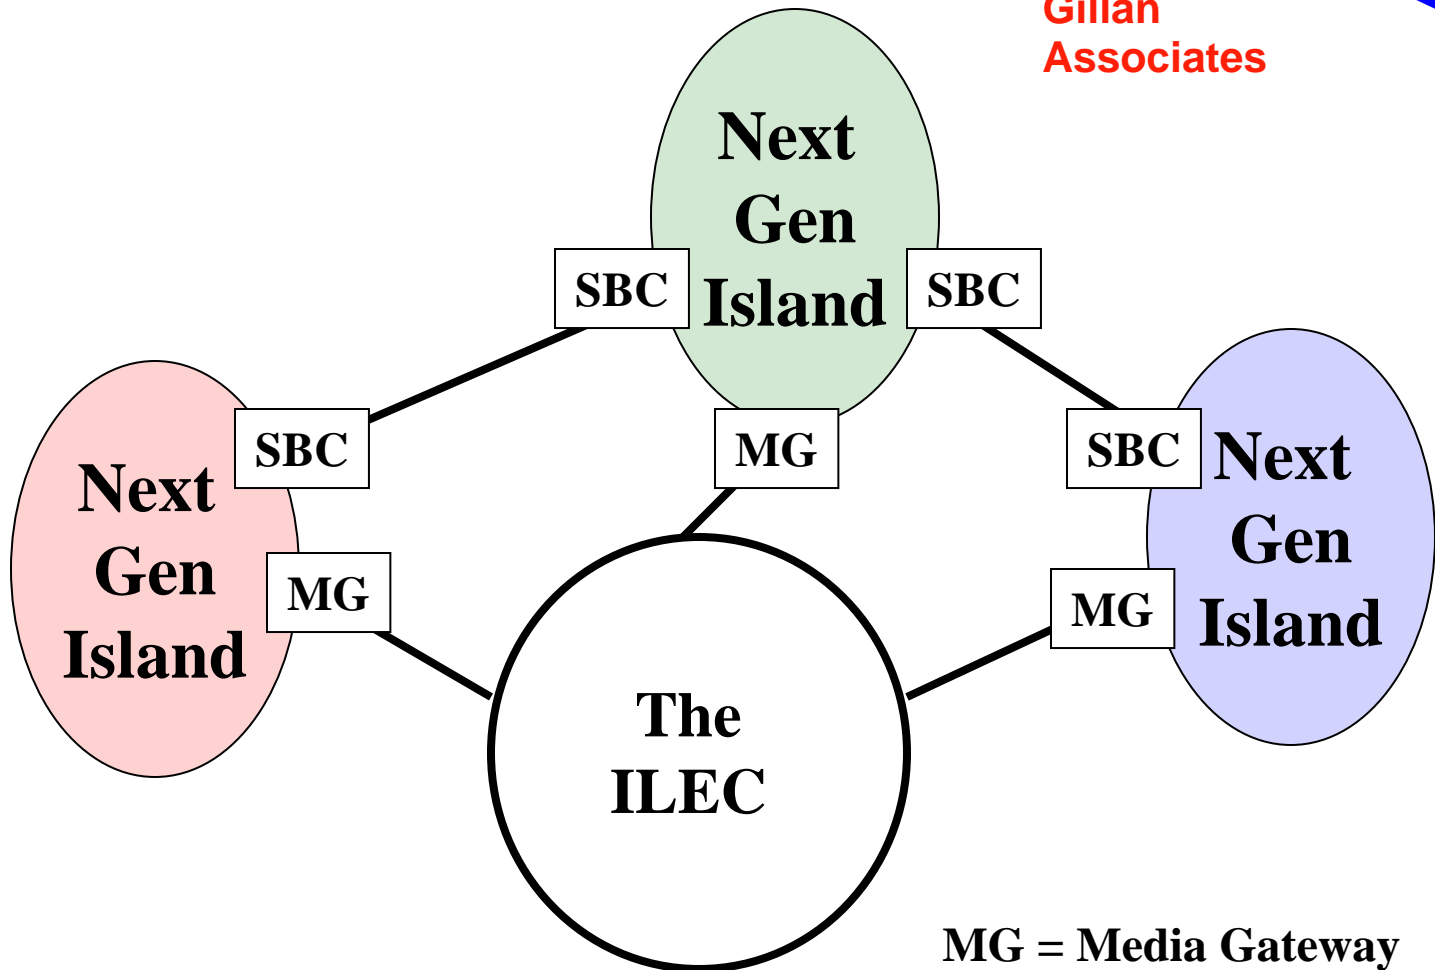 Gillan
Associates
Next
Gen
Island
SBC
SBC
SBC
MG
SBC
Next
Gen
Island
Next
Gen
Island
MG
MG
The
ILEC
MG = Media Gateway